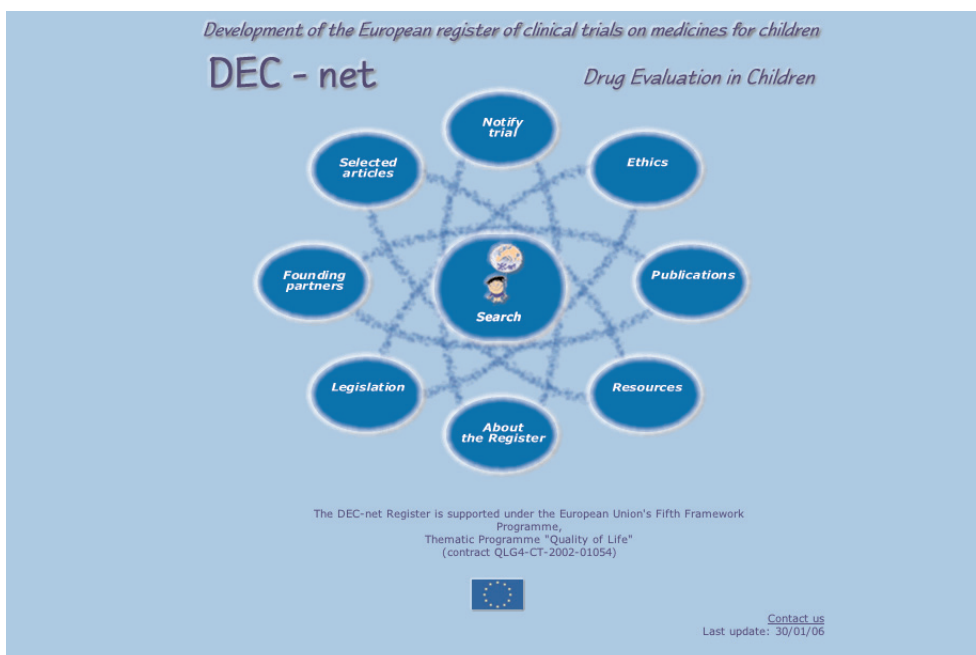 Development of the European register of clinical trials on medicines for children
DEC - net
Drug Evaluation in Children
Notify
trial
Selected
articles
Ethics
Founding
partners
Search
Publications
Legislation
Resources
About
the Register
The DEC-net Register is supported under the European Union's Fifth Framework
Programme,
Thematic Programme "Quality of Life"
(contract QLG4-CT-2002-01054)
Contact us
Last update: 30/01/06